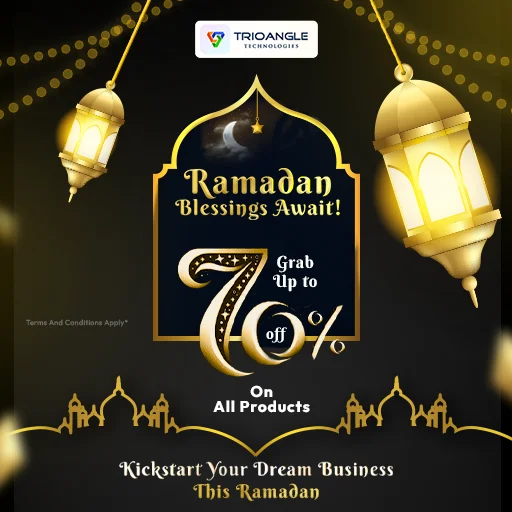 TRIOANGLE
TECHNOLOGIES
Ramadan
Blessings Await!
Grab
Up to
70%
off
Terms And Conditions Apply*
On
All Products
Kickstart Your Dream Business
This Ramadan